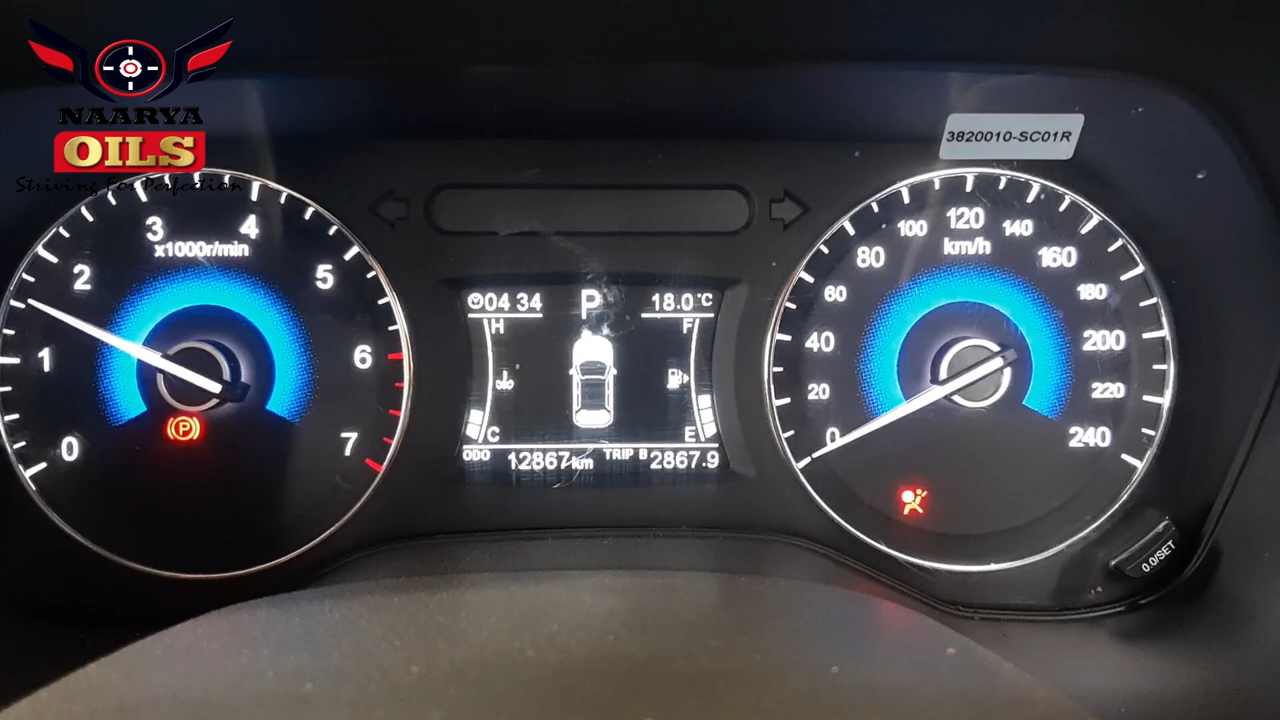 NAARYA
OILS
Striving For Perfection
3820010-SC01R
0
1
2
3
4
5
6
7
x1000r/min
P
04 34
P
18.0 °C
H
F
C
E
ODO 12867 km TRIP B 2867.9
0
20
40
60
80
100
120
140
160
180
200
220
240
km/h
0.0/SET